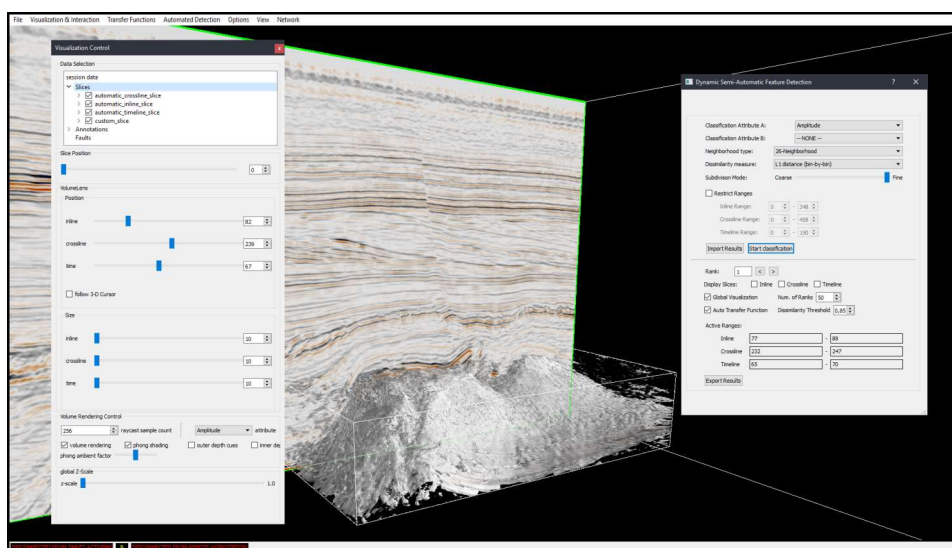 File Visualization & Interaction Transfer Functions Automated Detection Options View Network
Visualization Control
Data Selection
session data
Slices
automatic_crossline_slice
automatic_inline_slice
automatic_timeline_slice
custom_slice
Annotations
Faults
Slice Position
0
VolumeLens
Position
inline 82
crossline 239
time 67
follow 3-D Cursor
Size
inline 10
crossline 10
time 10
Volume Rendering Control
256 raycast sample count Amplitude attribute
volume rendering phong shading outer depth cues inner dep
phong ambient factor
global Z-Scale
z-scale 1.0
Dynamic Semi-Automatic Feature Detection ? ×
Classification Attribute A: Amplitude
Classification Attribute B: -- NONE --
Neighborhood type: 26-Neighborhood
Dissimilarity measure: L1 distance (bin-by-bin)
Subdivison Mode: Coarse Fine
Restrict Ranges
Inline Range: 0 - 248
Crossline Range: 0 - 498
Timeline Range: 0 - 190
Import Results Start classification
Rank: 1 < >
Display Slices: Inline Crossline Timeline
Global Visualization Num. of Ranks 50
Auto Transfer Function Dissimilarity Threshold 0,85
Active Ranges:
Inline 77 - 88
Crossline 232 - 247
Timeline 65 - 70
Export Results